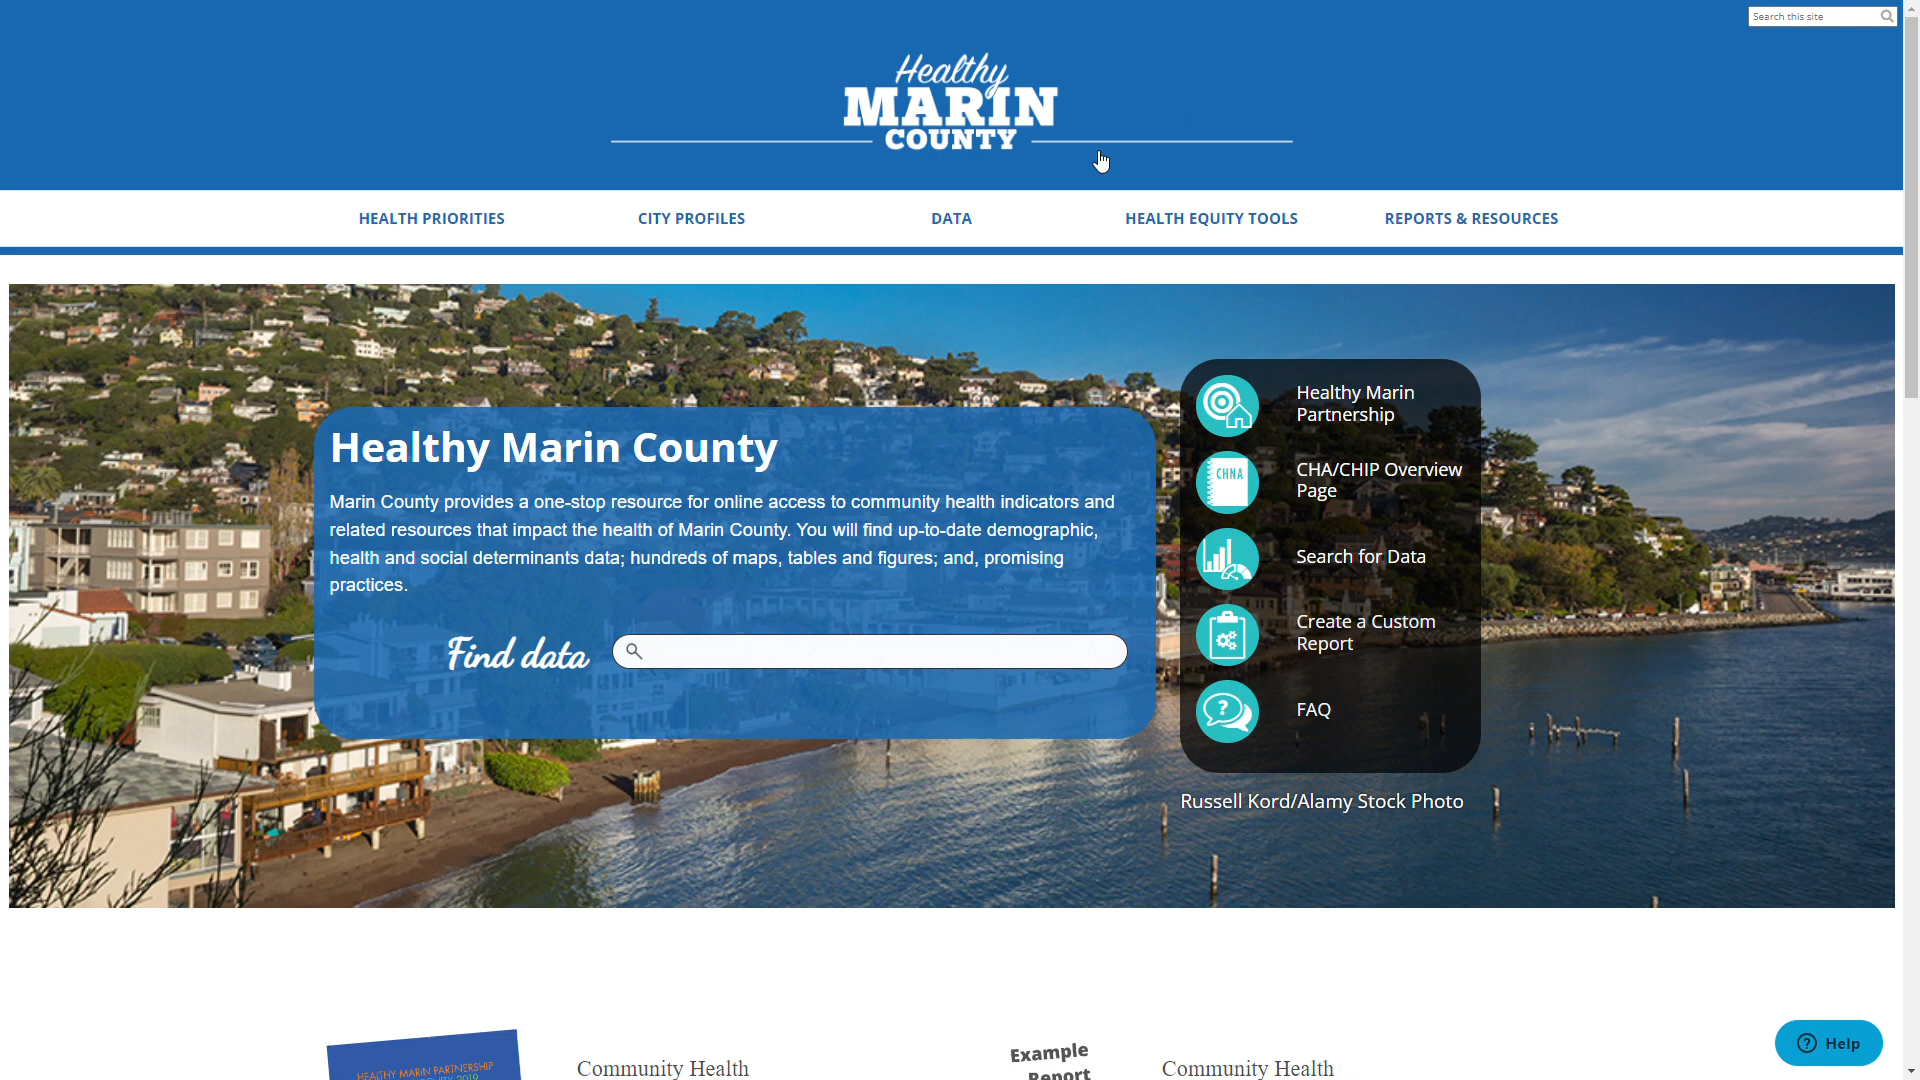 Search this site
Healthy
MARIN
COUNTY
HEALTH PRIORITIES
CITY PROFILES
DATA
HEALTH EQUITY TOOLS
REPORTS & RESOURCES
Healthy Marin County
Marin County provides a one-stop resource for online access to community health indicators and
related resources that impact the health of Marin County. You will find up-to-date demographic,
health and social determinants data; hundreds of maps, tables and figures; and, promising
practices.
Find data
Healthy Marin
Partnership
CHNA
CHA/CHIP Overview
Page
Search for Data
Create a Custom
Report
?
FAQ
Russell Kord/Alamy Stock Photo
HEALTHY MARIN PARTNERSHIP
Community Health
Example
Report
Community Health
? Help